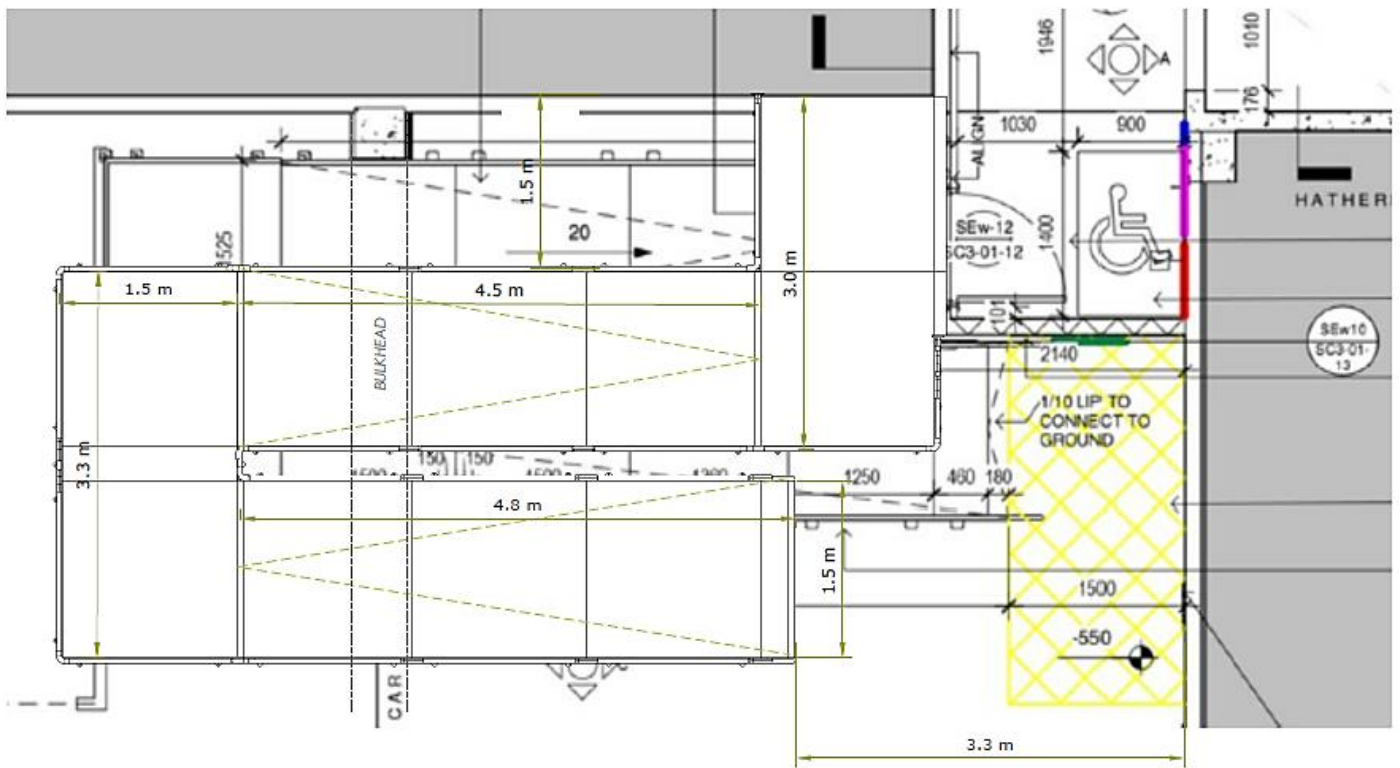 1946
1010
A
176
1030
900
ALIGN
1.5 m
3.0 m
20
1525
SEw-12
SC3-01-12
1400
HATHERI
1.5 m
4.5 m
101
SEw10
SC3-01-
13
BULKHEAD
2140
1/10 LIP TO
CONNECT TO
GROUND
3.3 m
150
150
1250
460
180
4.8 m
1.5 m
1500
-550
CAR
3.3 m